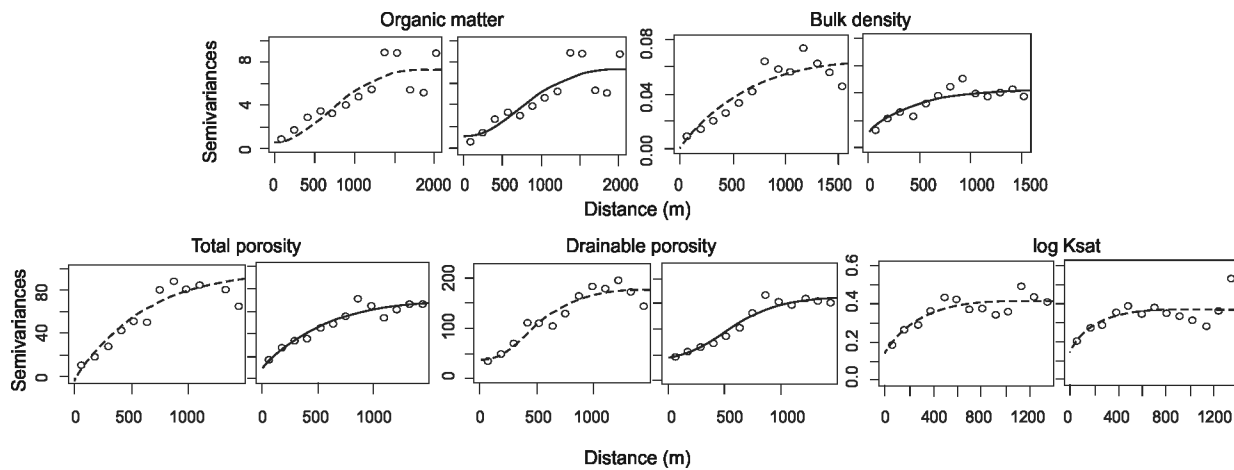 Organic matter
Bulk density
Semivariances
8
4
0
0.08
0.04
0.00
0 500 1000 2000
0 500 1000 2000
0 500 1000 1500
0 500 1000 1500
Distance (m)
Total porosity
Drainable porosity
log Ksat
Semivariances
80
40
0
200
100
0
0.6
0.4
0.2
0.0
0 500 1000
0 500 1000
0 500 1000
0 500 1000
0 400 800 1200
0 400 800 1200
Distance (m)